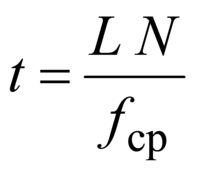 t = L N / f_cp